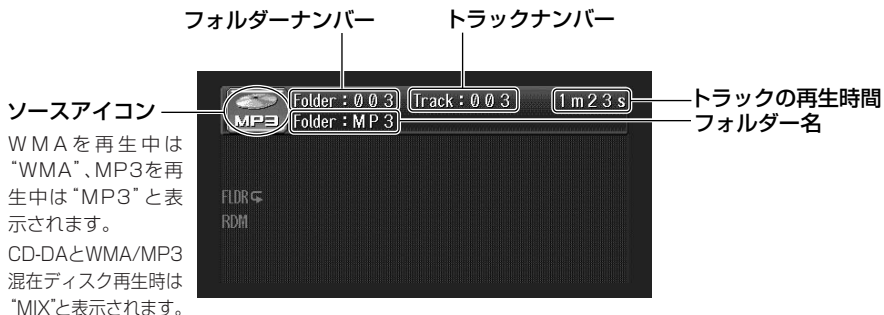 フォルダーナンバー
トラックナンバー
ソースアイコン
WMAを再生中は
“WMA”、MP3を再
生中は“MP3”と表
示されます。
CD-DAとWMA/MP3
混在ディスク再生時は
“MIX”と表示されます。
MP3
Folder:003
Track:003
1m23s
Folder:MP3
トラックの再生時間
フォルダー名
FLDR
RDM